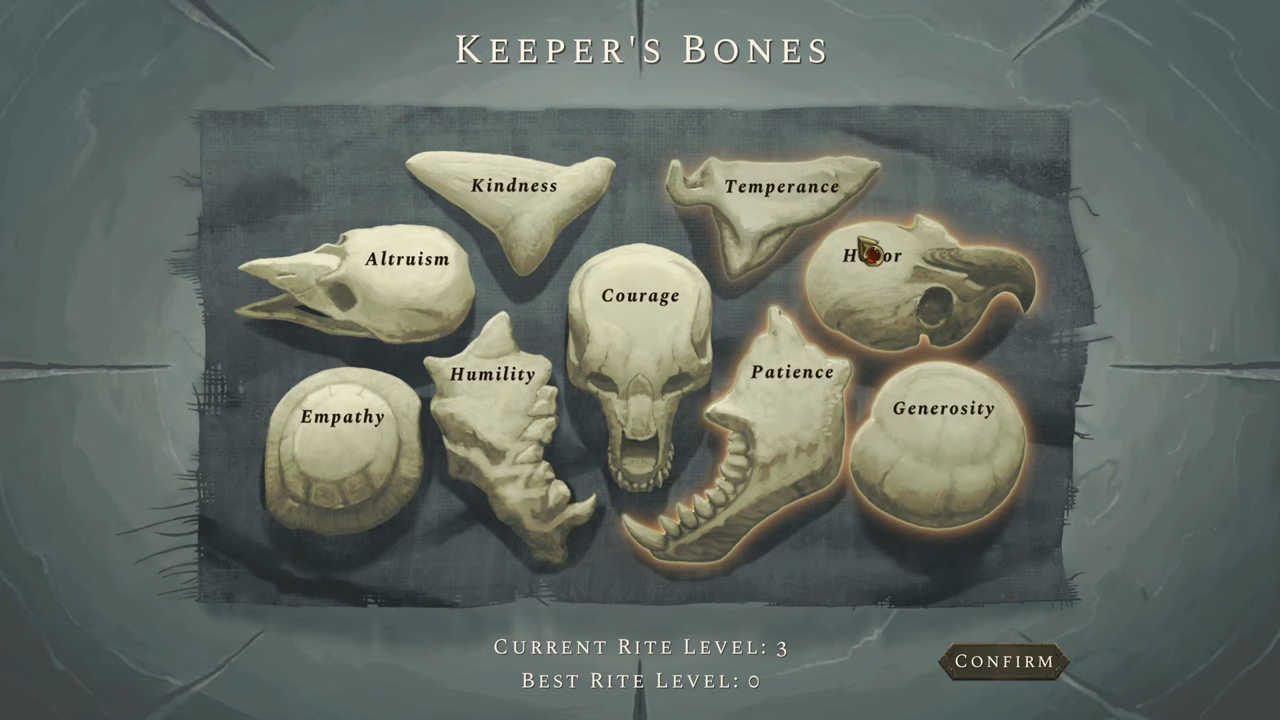 KEEPER'S BONES
Kindness
Temperance
Altruism
Courage
Humility
Patience
Empathy
Generosity
CURRENT RITE LEVEL: 3
BEST RITE LEVEL: 0
CONFIRM